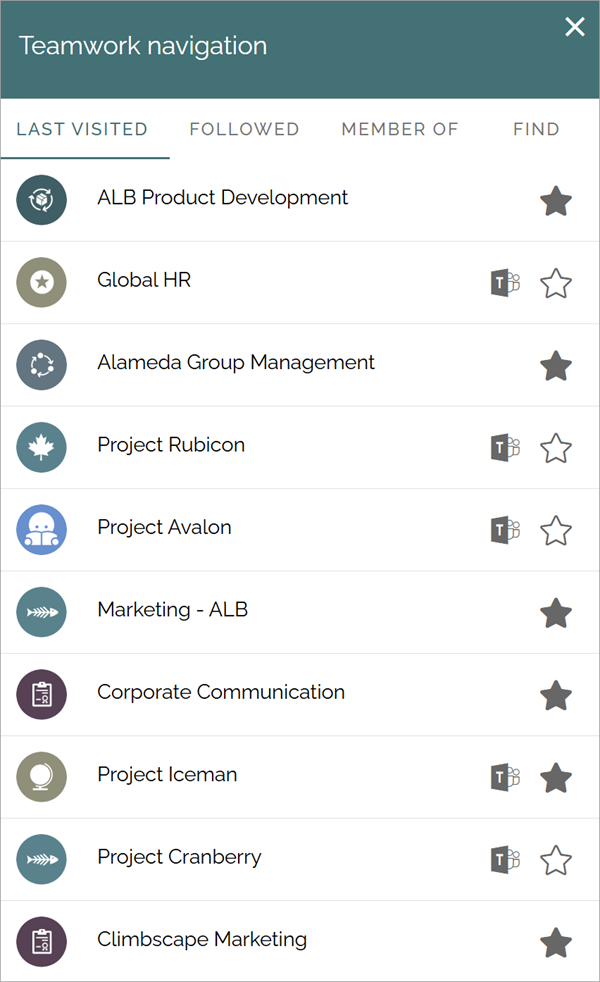 Teamwork navigation
LAST VISITED FOLLOWED MEMBER OF FIND
ALB Product Development
Global HR
T
Alameda Group Management
Project Rubicon
T
Project Avalon
T
Marketing - ALB
Corporate Communication
Project Iceman
T
Project Cranberry
T
Climbscape Marketing